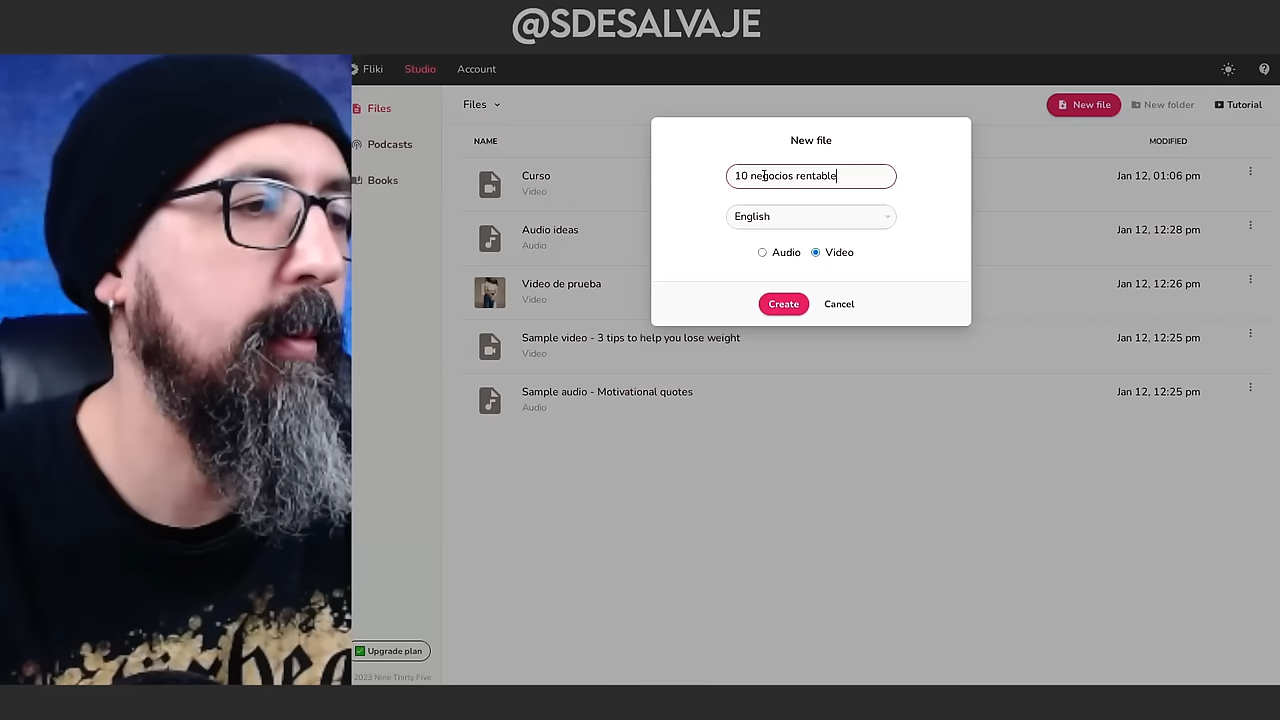 @SDESALVAJE
Fliki
Studio
Account
Files
Podcasts
Books
Files
New file
New folder
Tutorial
NAME
MODIFIED
Curso
Video
Jan 12, 01:06 pm
Audio ideas
Audio
Jan 12, 12:28 pm
Video de prueba
Video
Jan 12, 12:26 pm
Sample video - 3 tips to help you lose weight
Video
Jan 12, 12:25 pm
Sample audio - Motivational quotes
Audio
Jan 12, 12:25 pm
New file
10 negocios rentable
English
Audio
Video
Create
Cancel
Upgrade plan
2023 Nine Thirty Five